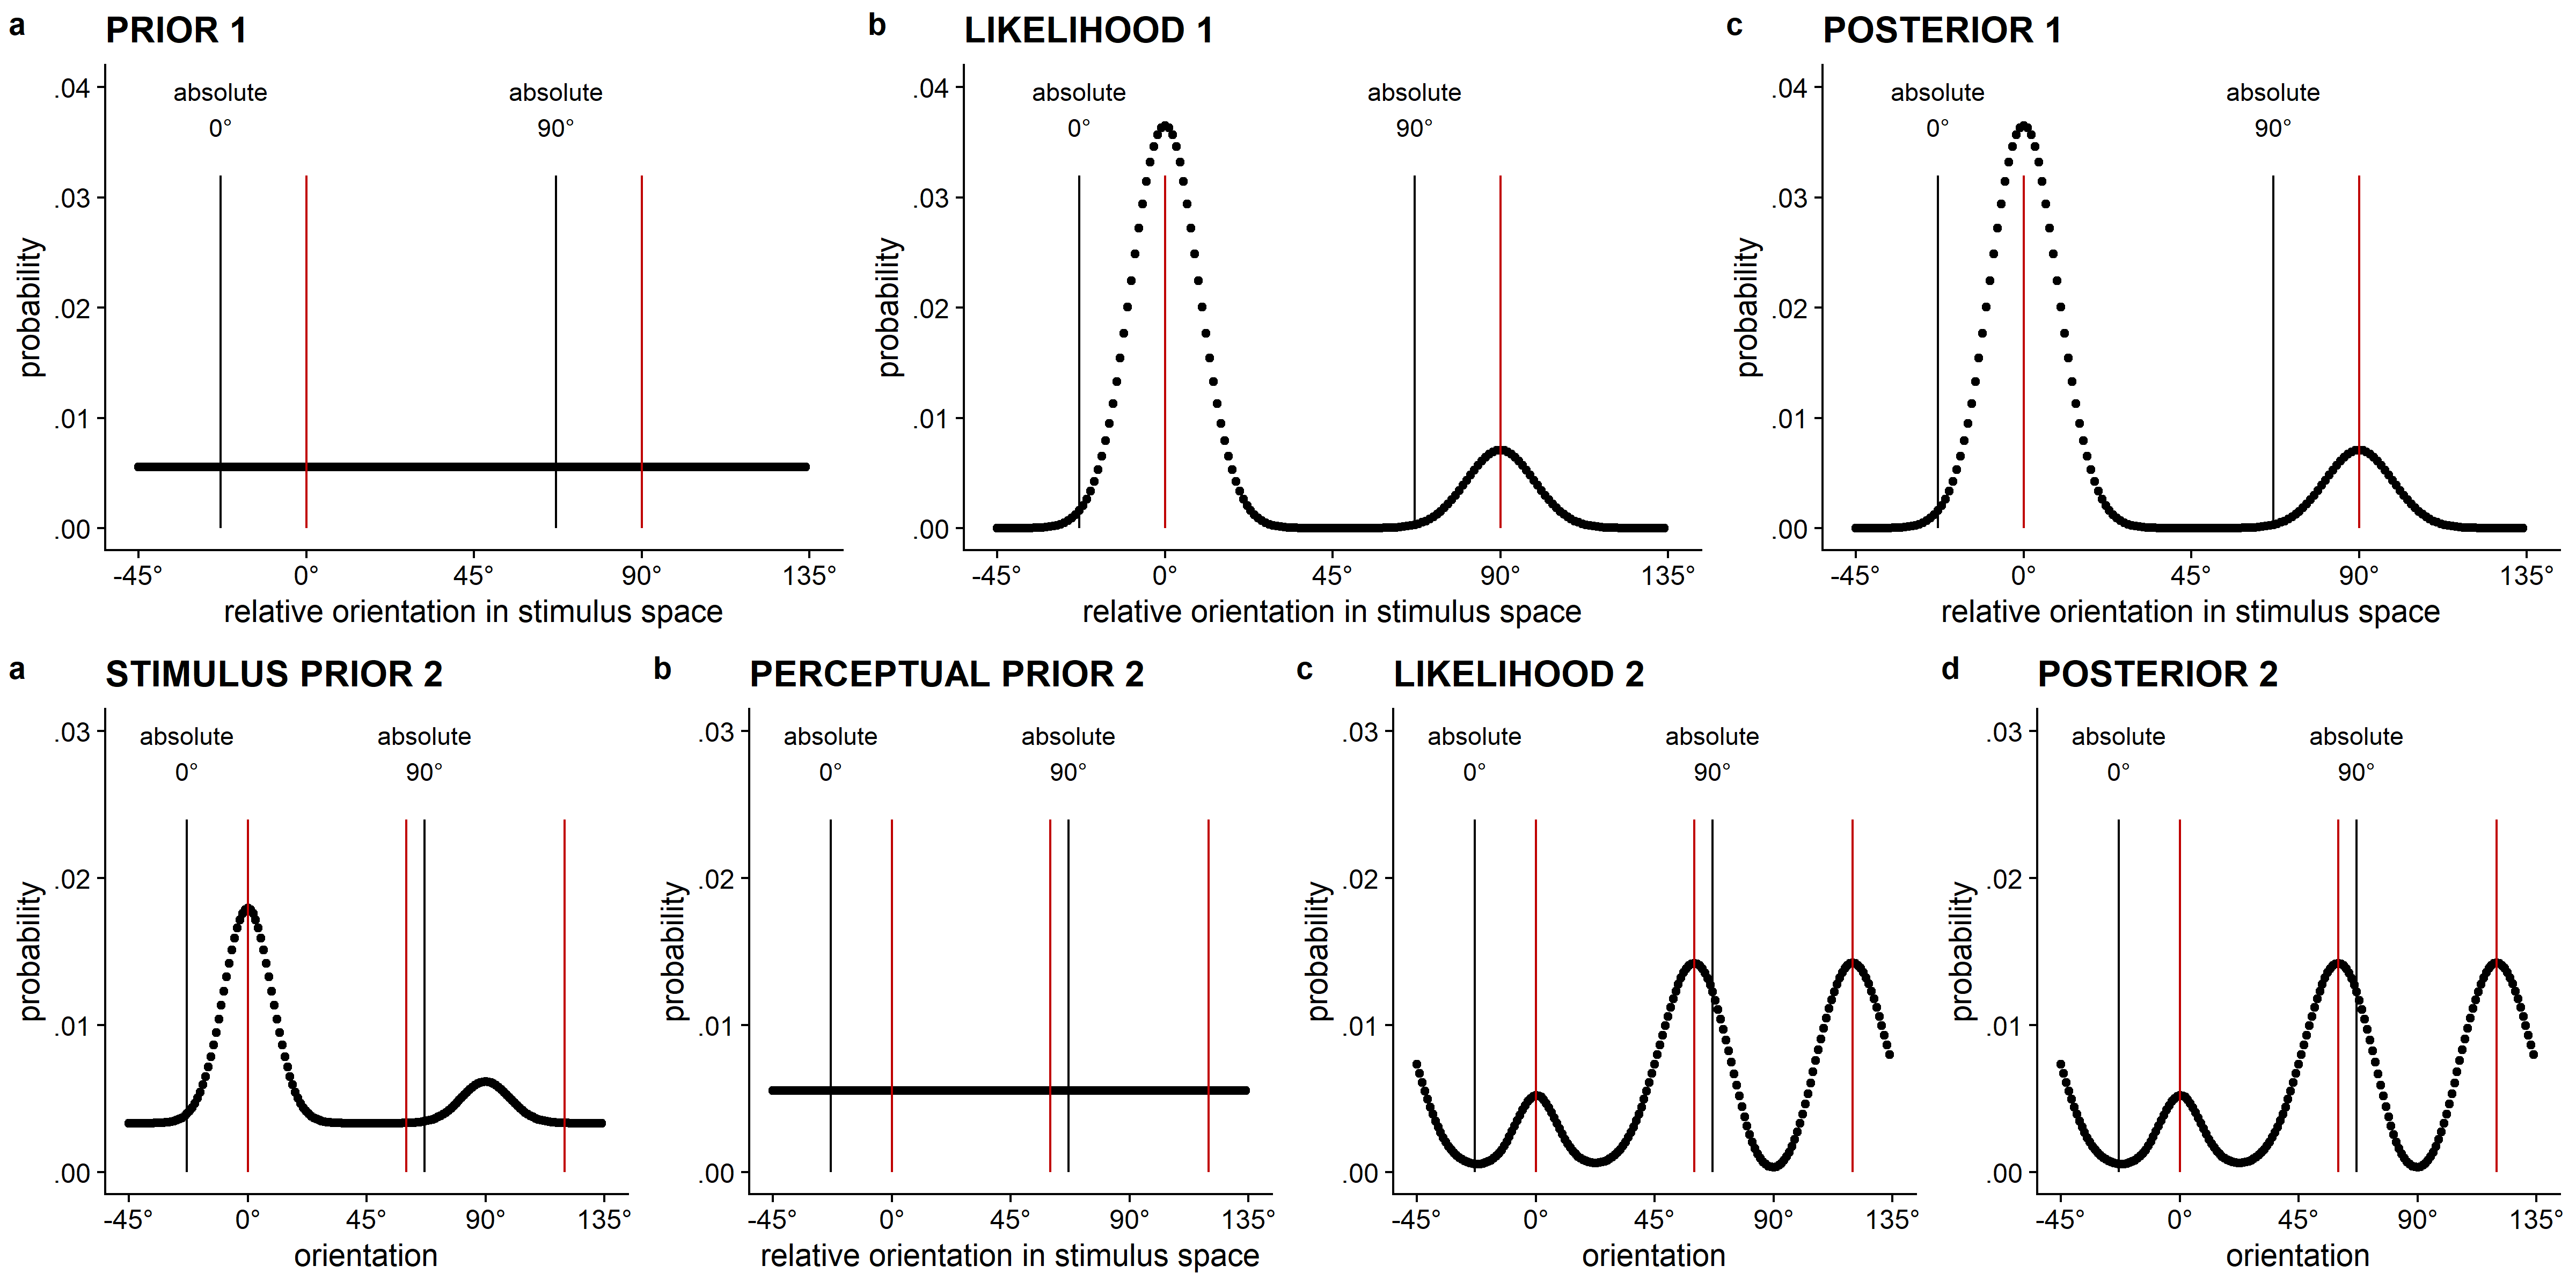 a PRIOR 1
absolute 0°
absolute 90°
.04
.03
.02
.01
.00
probability
-45° 0° 45° 90° 135°
relative orientation in stimulus space
b LIKELIHOOD 1
absolute 0°
absolute 90°
.04
.03
.02
.01
.00
probability
-45° 0° 45° 90° 135°
relative orientation in stimulus space
c POSTERIOR 1
absolute 0°
absolute 90°
.04
.03
.02
.01
.00
probability
-45° 0° 45° 90° 135°
relative orientation in stimulus space
a STIMULUS PRIOR 2
absolute 0°
absolute 90°
.03
.02
.01
.00
probability
-45° 0° 45° 90° 135°
orientation
b PERCEPTUAL PRIOR 2
absolute 0°
absolute 90°
.03
.02
.01
.00
probability
-45° 0° 45° 90° 135°
relative orientation in stimulus space
c LIKELIHOOD 2
absolute 0°
absolute 90°
.03
.02
.01
.00
probability
-45° 0° 45° 90° 135°
orientation
d POSTERIOR 2
absolute 0°
absolute 90°
.03
.02
.01
.00
probability
-45° 0° 45° 90° 135°
orientation